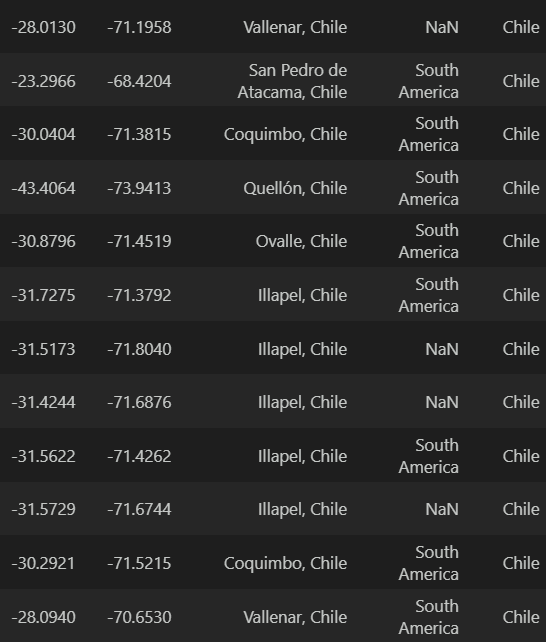 -28.0130 -71.1958 Vallenar, Chile NaN Chile
-23.2966 -68.4204 San Pedro de Atacama, Chile South America Chile
-30.0404 -71.3815 Coquimbo, Chile South America Chile
-43.4064 -73.9413 Quellón, Chile South America Chile
-30.8796 -71.4519 Ovalle, Chile South America Chile
-31.7275 -71.3792 Illapel, Chile South America Chile
-31.5173 -71.8040 Illapel, Chile NaN Chile
-31.4244 -71.6876 Illapel, Chile NaN Chile
-31.5622 -71.4262 Illapel, Chile South America Chile
-31.5729 -71.6744 Illapel, Chile NaN Chile
-30.2921 -71.5215 Coquimbo, Chile South America Chile
-28.0940 -70.6530 Vallenar, Chile South America Chile